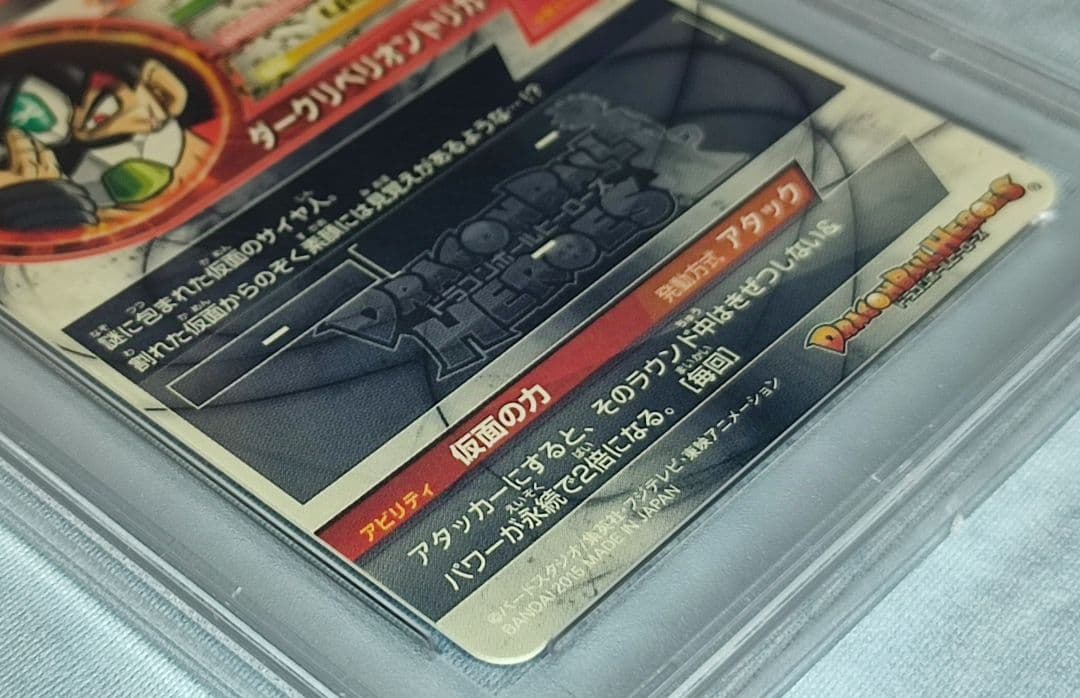 ダークリベリオントリガ
謎に包まれた仮面のサイヤ人。
割れた仮面からのぞく素顔には見覚えがあるような…!?
DRAGON BALL
ドラゴンボールヒーローズ
HEROES
アビリティ 仮面の力 発動方式 アタック
アタッカーにすると、そのラウンド中はきぜつしない&
パワーが永続で2倍になる。[毎回]
©バードスタジオ/集英社・フジテレビ・東映アニメーション
BANDAI 2015 MADE IN JAPAN
DRAGON BALL HEROES®
ドラゴンボールヒーローズ